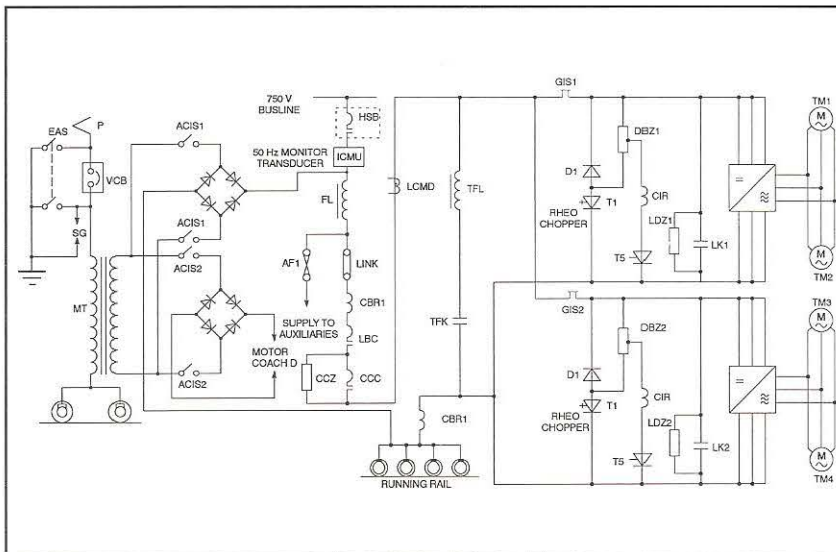 EAS
P
VCB
SG
MT
ACIS1
ACIS1
ACIS2
ACIS2
750 V
BUSLINE
HSB
50 Hz MONITOR
TRANSDUCER
ICMU
FL
AF1
LINK
CBR1
SUPPLY TO
AUXILIARIES
LBC
MOTOR
COACH D
CCZ
CCC
LCMD
TFL
TFK
CBR1
RUNNING RAIL
GIS1
D1
DBZ1
RHEO
CHOPPER
T1
CIR
LDZ1
T5
LK1
=
≈
TM1
M
~
M
~
TM2
GIS2
D1
DBZ2
RHEO
CHOPPER
T1
CIR
LDZ2
T5
LK2
=
≈
TM3
M
~
M
~
TM4